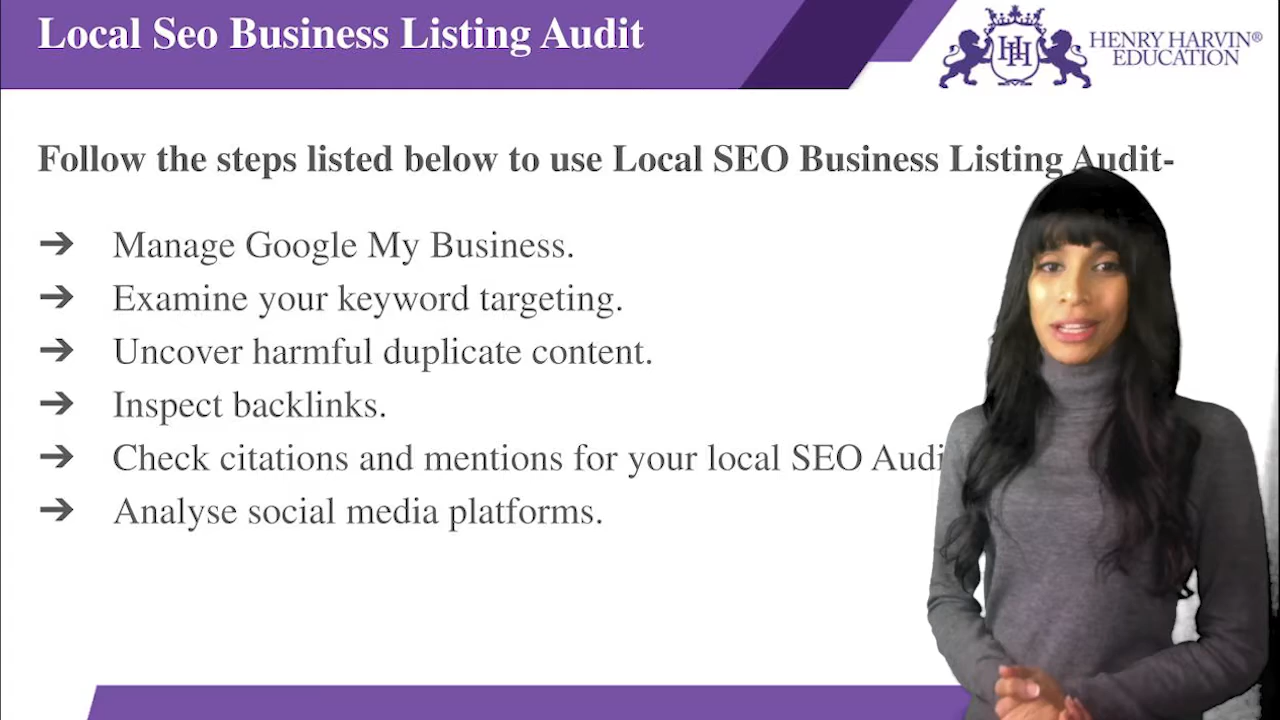 Local Seo Business Listing Audit
HENRY HARVIN®
EDUCATION
Follow the steps listed below to use Local SEO Business Listing Audit-
➔ Manage Google My Business.
➔ Examine your keyword targeting.
➔ Uncover harmful duplicate content.
➔ Inspect backlinks.
➔ Check citations and mentions for your local SEO Audi
➔ Analyse social media platforms.